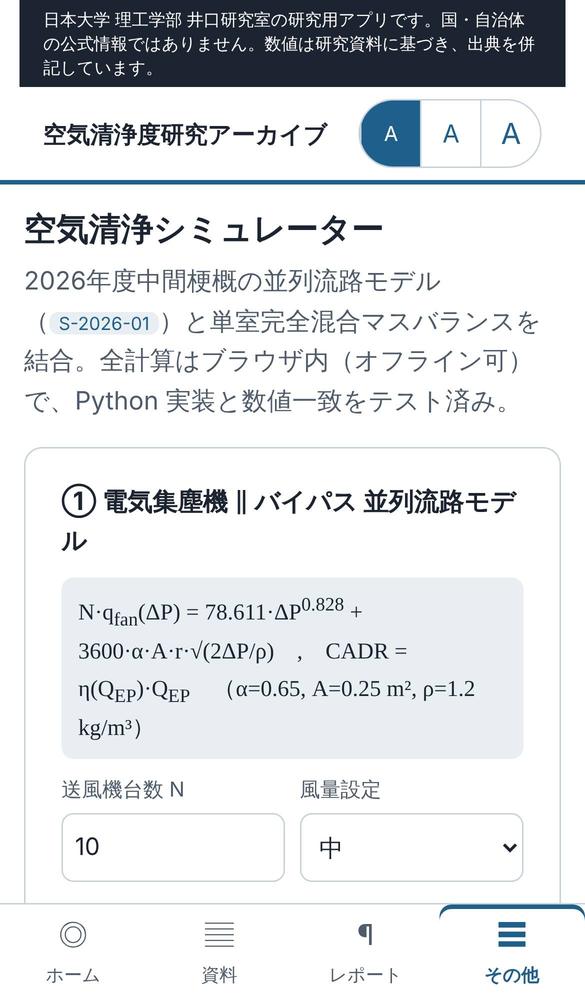 日本大学 理工学部 井口研究室の研究用アプリです。国・自治体
の公式情報ではありません。数値は研究資料に基づき、出典を併
記しています。
空気清浄度研究アーカイブ
A A A
空気清浄シミュレーター
2026年度中間梗概の並列流路モデル
（S-2026-01）と単室完全混合マスバランスを
結合。全計算はブラウザ内（オフライン可）
で、Python 実装と数値一致をテスト済み。
① 電気集塵機 ∥ バイパス 並列流路モデ
ル
N·q_fan(ΔP) = 78.611·ΔP^0.828 +
3600·α·A·r·√(2ΔP/ρ) , CADR =
η(Q_EP)·Q_EP （α=0.65, A=0.25 m², ρ=1.2
kg/m³）
送風機台数 N 風量設定
10 中
ホーム 資料 レポート その他